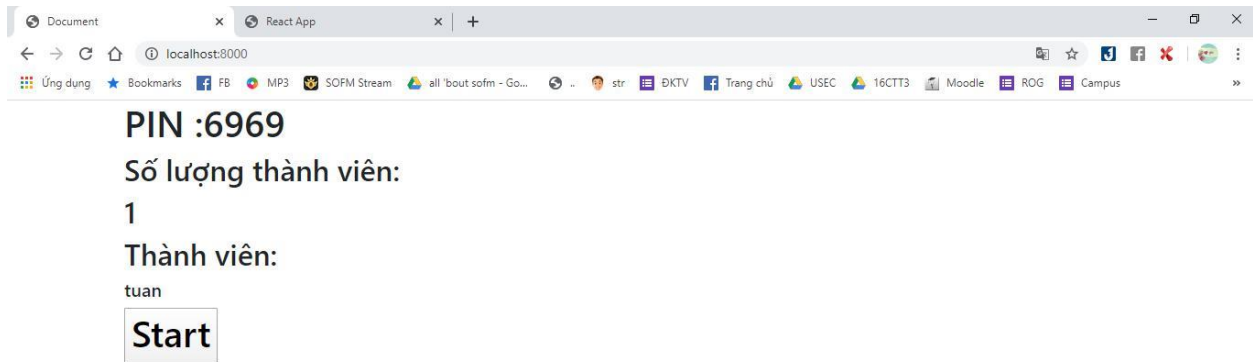 Document
React App
localhost:8000
Ứng dụng Bookmarks FB MP3 SOFM Stream all 'bout sofm - Go... .. str ĐKTV Trang chủ USEC 16CTT3 Moodle ROG Campus »
PIN :6969
Số lượng thành viên:
1
Thành viên:
tuan
Start